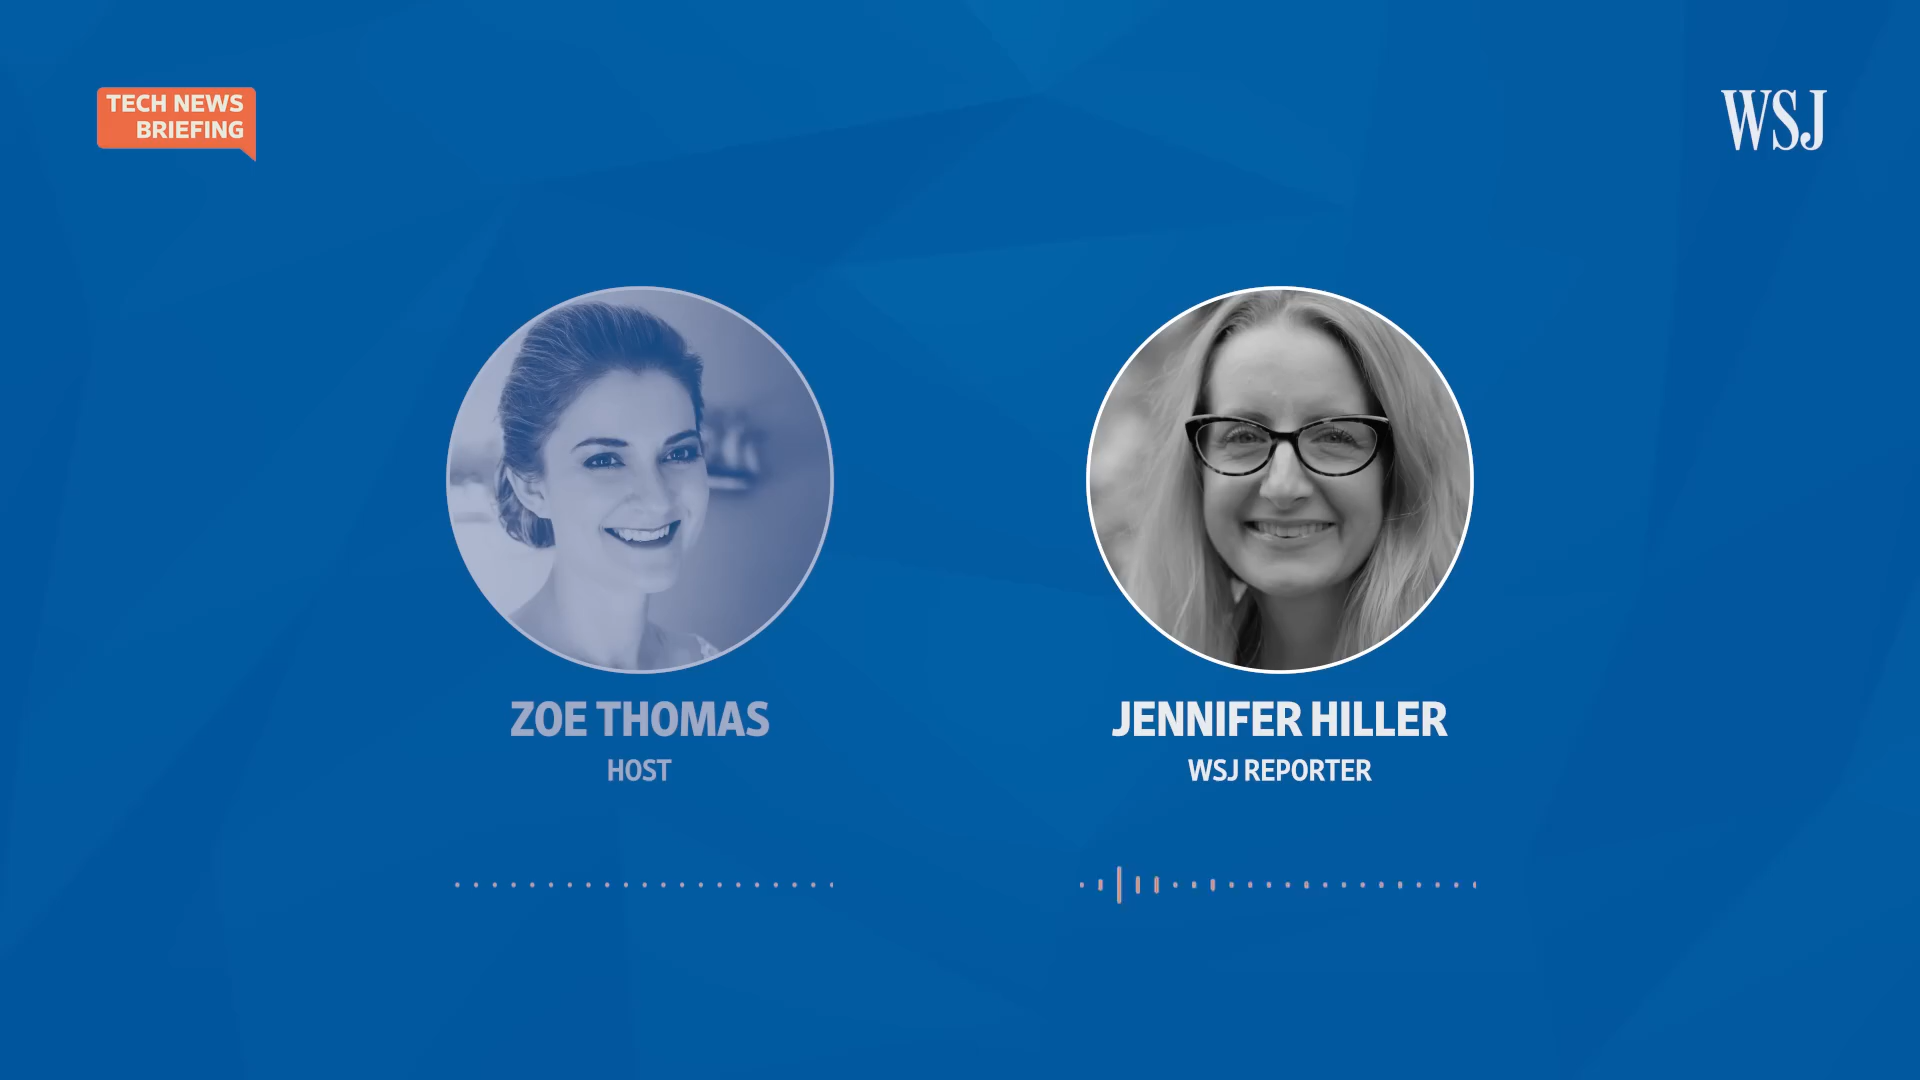 TECH NEWS
BRIEFING
WSJ
ZOE THOMAS
HOST
JENNIFER HILLER
WSJ REPORTER